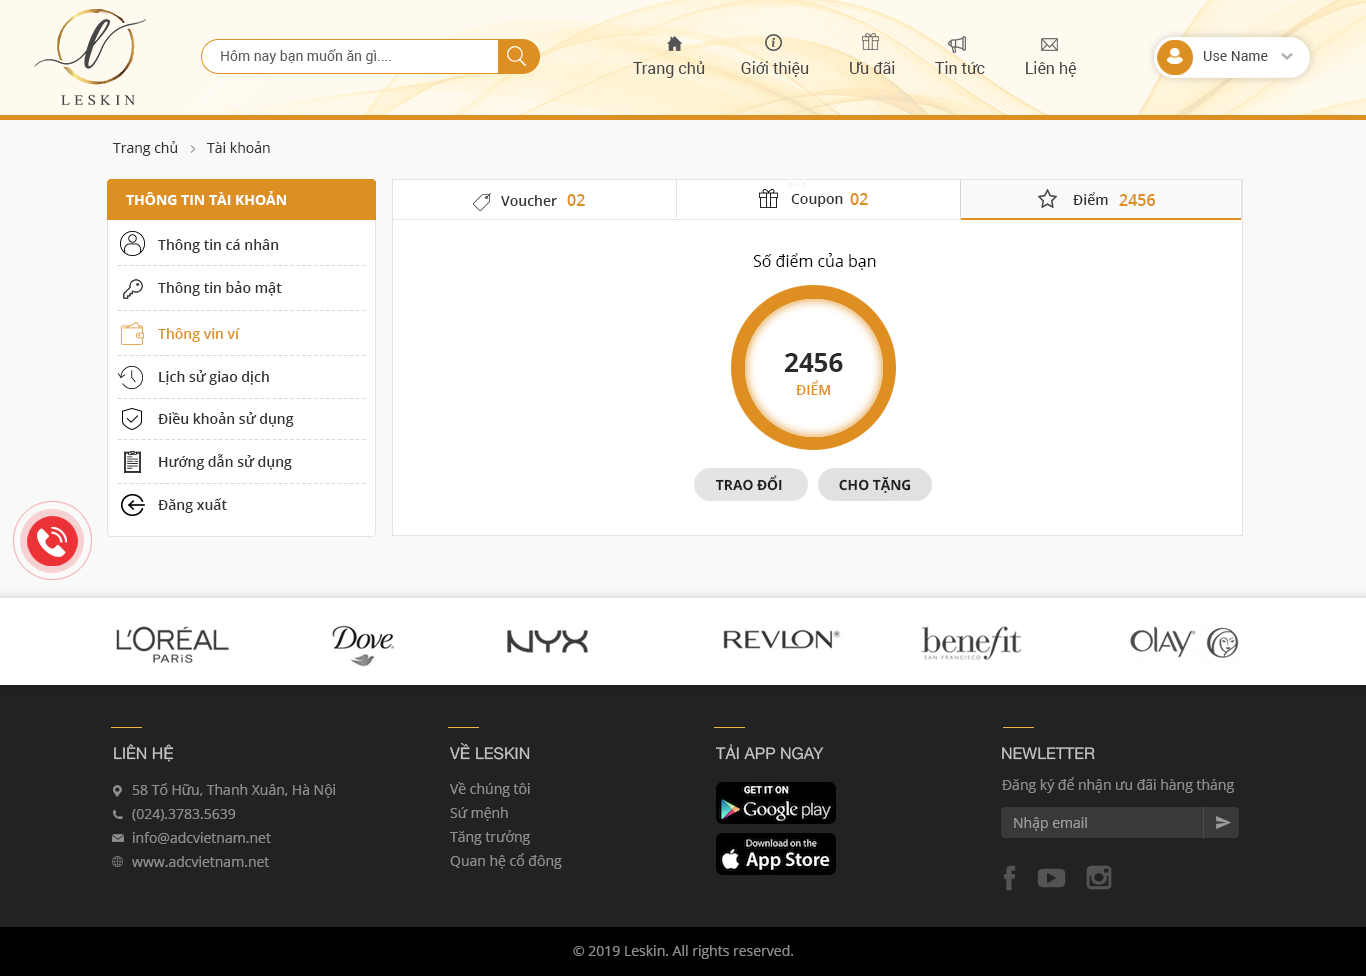 LESKIN
Hôm nay bạn muốn ăn gì....
Trang chủ
Giới thiệu
Ưu đãi
Tin tức
Liên hệ
Use Name
Trang chủ > Tài khoản
THÔNG TIN TÀI KHOẢN
Thông tin cá nhân
Thông tin bảo mật
Thông vin ví
Lịch sử giao dịch
Điều khoản sử dụng
Hướng dẫn sử dụng
Đăng xuất
Voucher 02
Coupon 02
Điểm 2456
Số điểm của bạn
2456
ĐIỂM
TRAO ĐỔI
CHO TẶNG
L'ORÉAL
PARIS
Dove
NYX
REVLON®
benefit
SAN FRANCISCO
OLAY
LIÊN HỆ
58 Tố Hữu, Thanh Xuân, Hà Nội
(024).3783.5639
info@adcvietnam.net
www.adcvietnam.net
VỀ LESKIN
Về chúng tôi
Sứ mệnh
Tăng trưởng
Quan hệ cổ đông
TẢI APP NGAY
GET IT ON
Google play
Download on the
App Store
NEWLETTER
Đăng ký để nhận ưu đãi hàng tháng
Nhập email
© 2019 Leskin. All rights reserved.